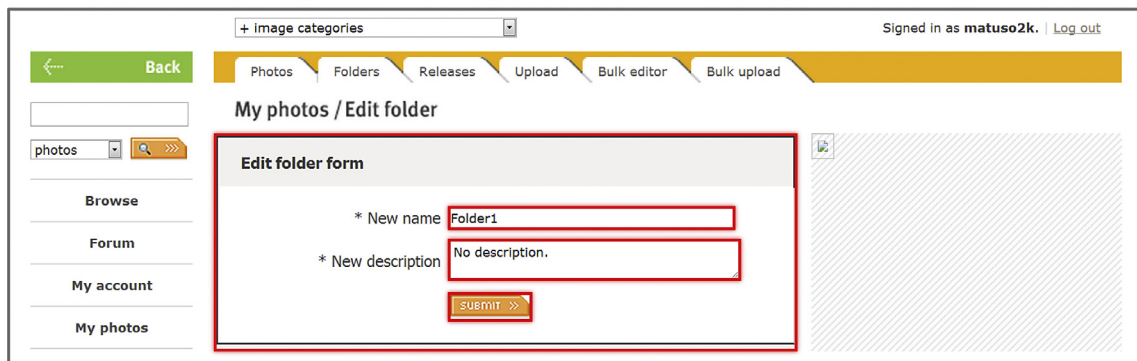 + image categories
Signed in as matuso2k. | Log out
Back
Photos Folders Releases Upload Bulk editor Bulk upload
My photos / Edit folder
photos
Edit folder form
* New name Folder1
* New description No description.
SUBMIT >>
Browse
Forum
My account
My photos